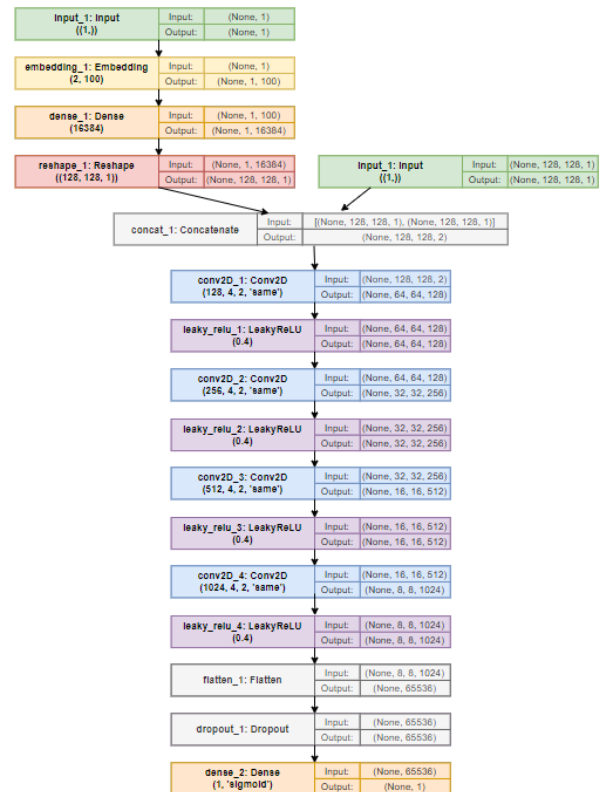 Input_1: Input
((1,))
Input: (None, 1)
Output: (None, 1)
embedding_1: Embedding
(2, 100)
Input: (None, 1)
Output: (None, 1, 100)
dense_1: Dense
(16384)
Input: (None, 1, 100)
Output: (None, 1, 16384)
reshape_1: Reshape
((128, 128, 1))
Input: (None, 1, 16384)
Output: (None, 128, 128, 1)
Input_1: Input
((1,))
Input: (None, 128, 128, 1)
Output: (None, 128, 128, 1)
concat_1: Concatenate
Input: [(None, 128, 128, 1), (None, 128, 128, 1)]
Output: (None, 128, 128, 2)
conv2D_1: Conv2D
(128, 4, 2, 'same')
Input: (None, 128, 128, 2)
Output: (None, 64, 64, 128)
leaky_relu_1: LeakyReLU
(0.4)
Input: (None, 64, 64, 128)
Output: (None, 64, 64, 128)
conv2D_2: Conv2D
(256, 4, 2, 'same')
Input: (None, 64, 64, 128)
Output: (None, 32, 32, 256)
leaky_relu_2: LeakyReLU
(0.4)
Input: (None, 32, 32, 256)
Output: (None, 32, 32, 256)
conv2D_3: Conv2D
(512, 4, 2, 'same')
Input: (None, 32, 32, 256)
Output: (None, 16, 16, 512)
leaky_relu_3: LeakyReLU
(0.4)
Input: (None, 16, 16, 512)
Output: (None, 16, 16, 512)
conv2D_4: Conv2D
(1024, 4, 2, 'same')
Input: (None, 16, 16, 512)
Output: (None, 8, 8, 1024)
leaky_relu_4: LeakyReLU
(0.4)
Input: (None, 8, 8, 1024)
Output: (None, 8, 8, 1024)
flatten_1: Flatten
Input: (None, 8, 8, 1024)
Output: (None, 65536)
dropout_1: Dropout
Input: (None, 65536)
Output: (None, 65536)
dense_2: Dense
(1, 'sigmoid')
Input: (None, 65536)
Output: (None, 1)